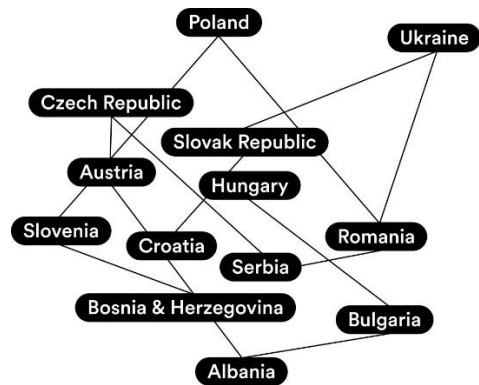 Poland
Ukraine
Czech Republic
Slovak Republic
Austria
Hungary
Slovenia
Croatia
Romania
Serbia
Bosnia & Herzegovina
Bulgaria
Albania